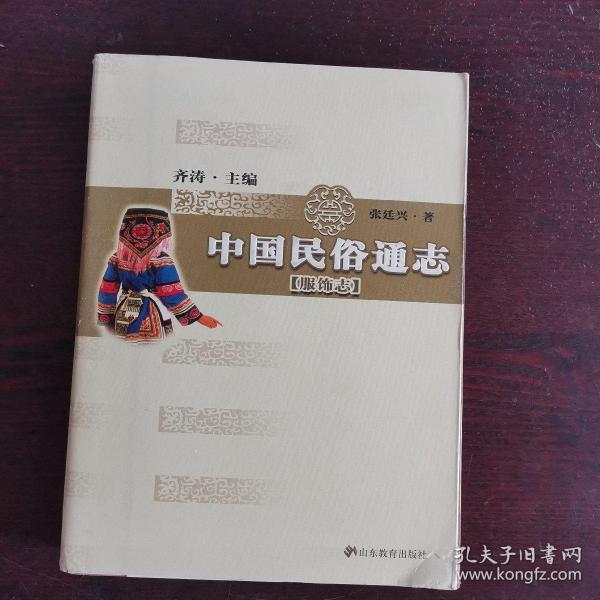 齐涛·主编
张廷兴·著
中国民俗通志
【服饰志】
山东教育出版社
孔夫子旧书网
www.kongfz.com